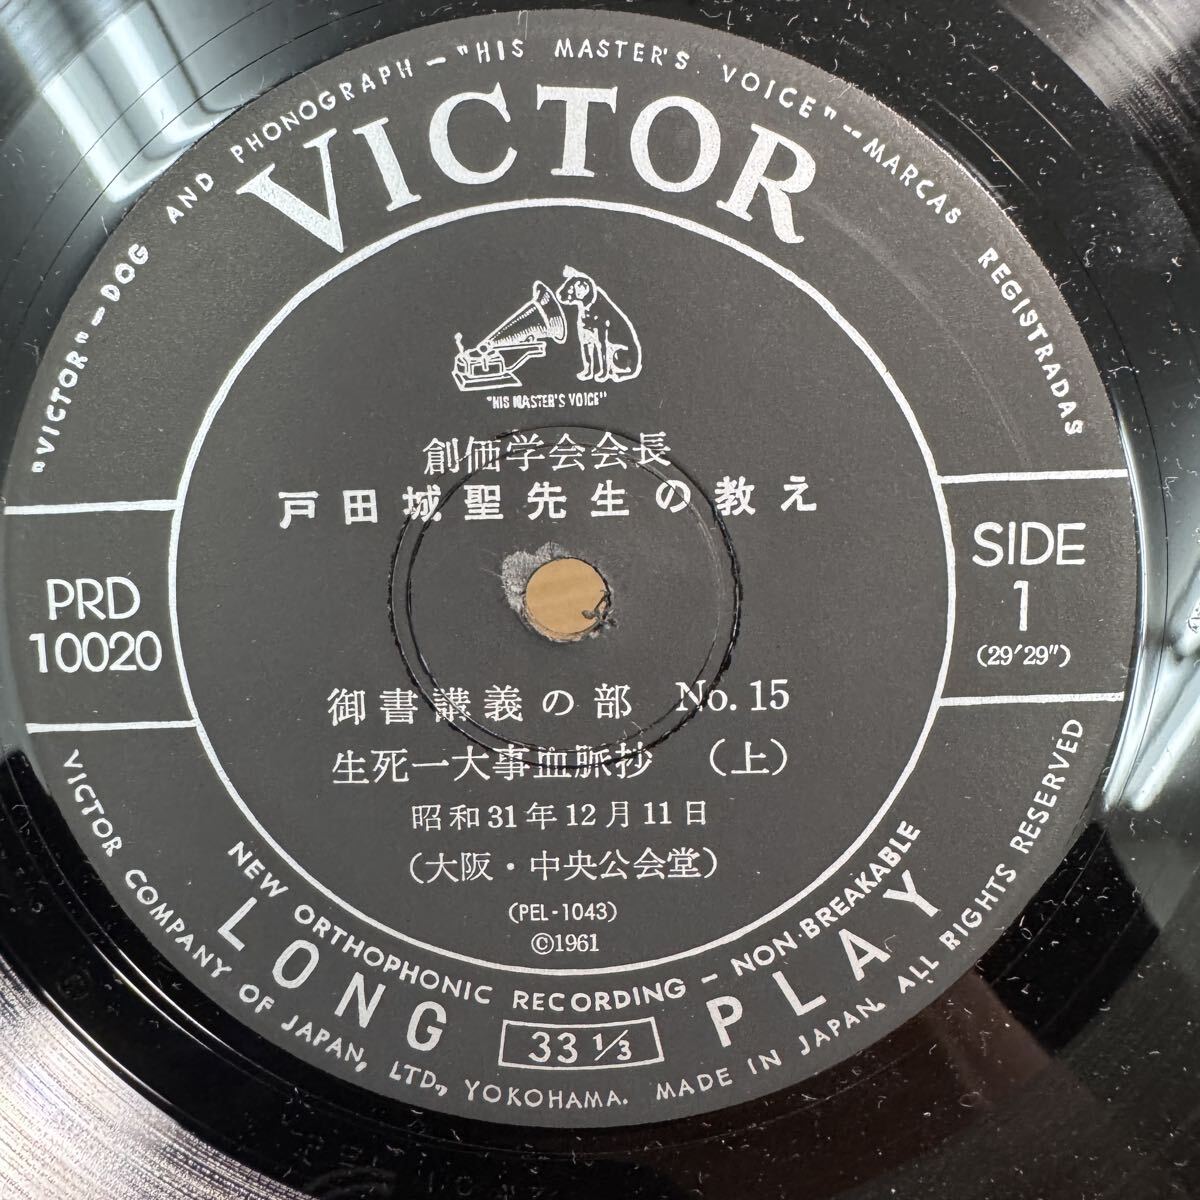 "VICTOR"–DOG AND PHONOGRAPH–"HIS MASTER'S VOICE"–MARCAS REGISTRADAS
VICTOR
"HIS MASTER'S VOICE"
創価学会会長
戸田城聖先生の教え
PRD
10020
SIDE
1
(29′29″)
御書講義の部 No. 15
生死一大事血脈抄 (上)
昭和31年12月11日
(大阪・中央公会堂)
(PEL-1043)
©1961
NEW ORTHOPHONIC RECORDING – NON-BREAKABLE
LONG PLAY
33 1/3
VICTOR COMPANY OF JAPAN, LTD., YOKOHAMA. MADE IN JAPAN. ALL RIGHTS RESERVED